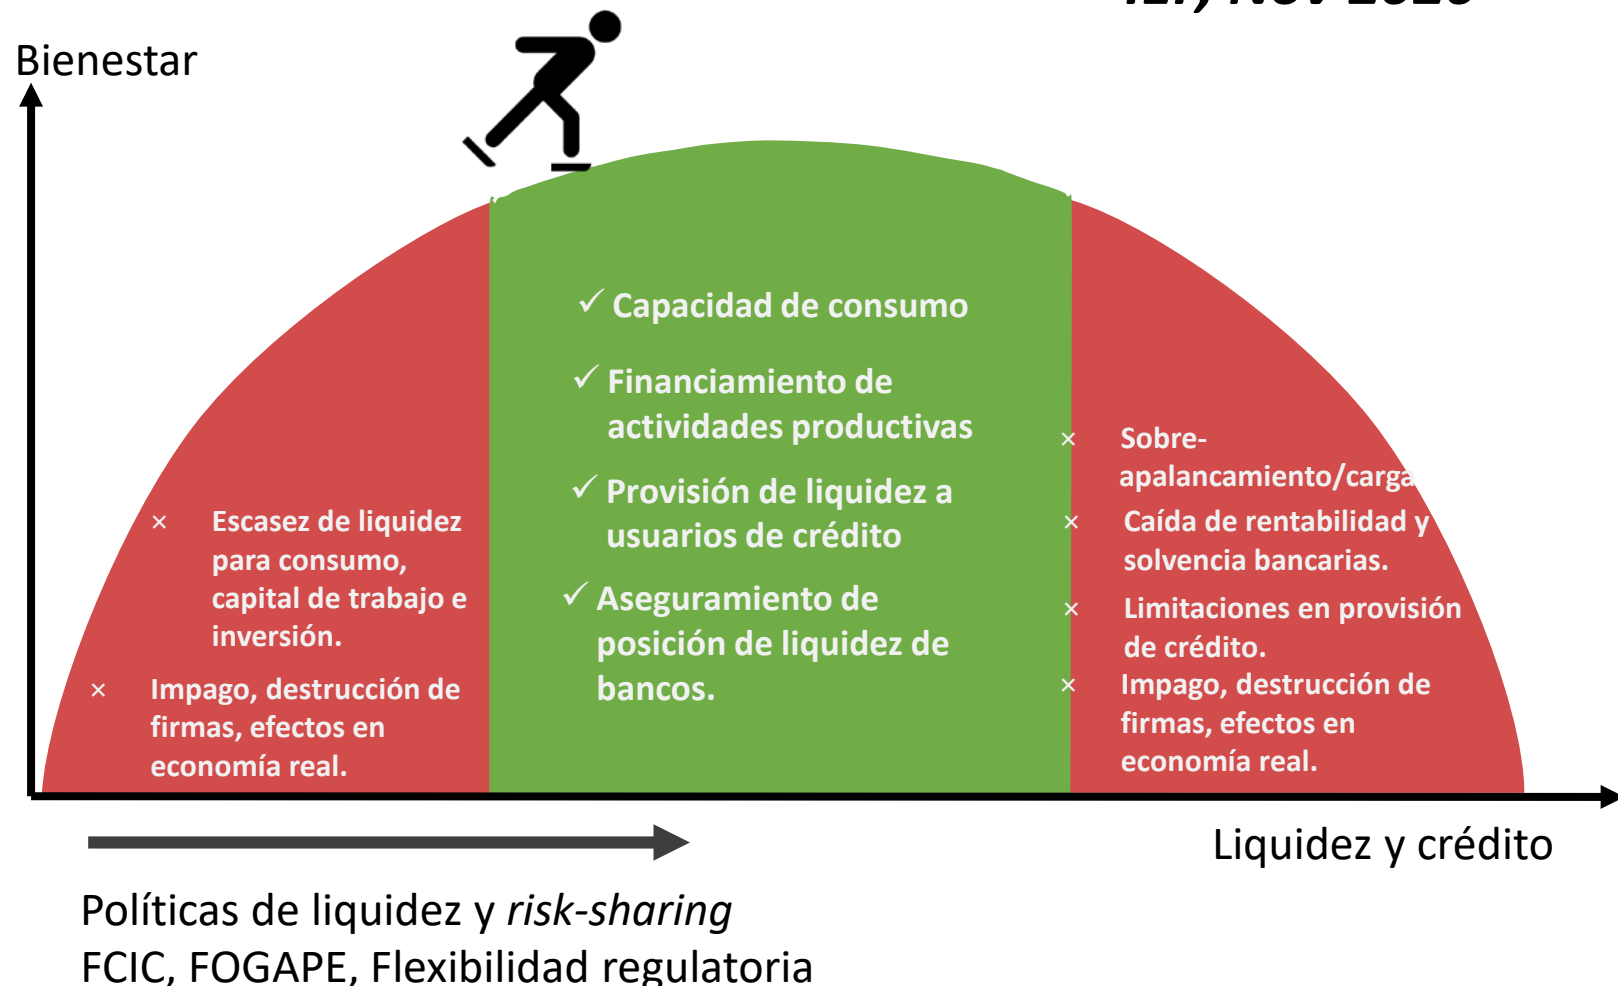 Nov 2020
Bienestar
✓ Capacidad de consumo
✓ Financiamiento de
actividades productivas
✓ Provisión de liquidez a
usuarios de crédito
✓ Aseguramiento de
posición de liquidez de
bancos.
× Escasez de liquidez
para consumo,
capital de trabajo e
inversión.
× Impago, destrucción de
firmas, efectos en
economía real.
× Sobre-
apalancamiento/carga
× Caída de rentabilidad y
solvencia bancarias.
× Limitaciones en provisión
de crédito.
× Impago, destrucción de
firmas, efectos en
economía real.
Liquidez y crédito
Políticas de liquidez y risk-sharing
FCIC, FOGAPE, Flexibilidad regulatoria